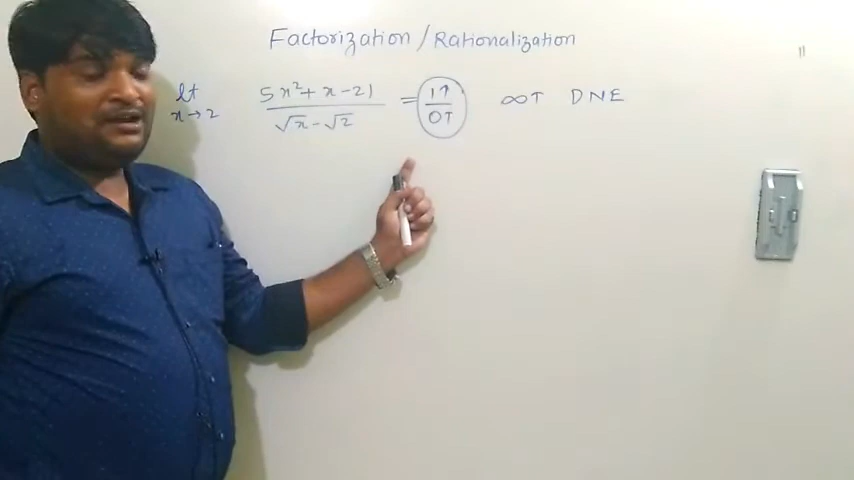 Factorization / Rationalization
lt x→2 5x²+x-21 / √x-√2 = 1↑ / 0↑ ∞↑ DNE